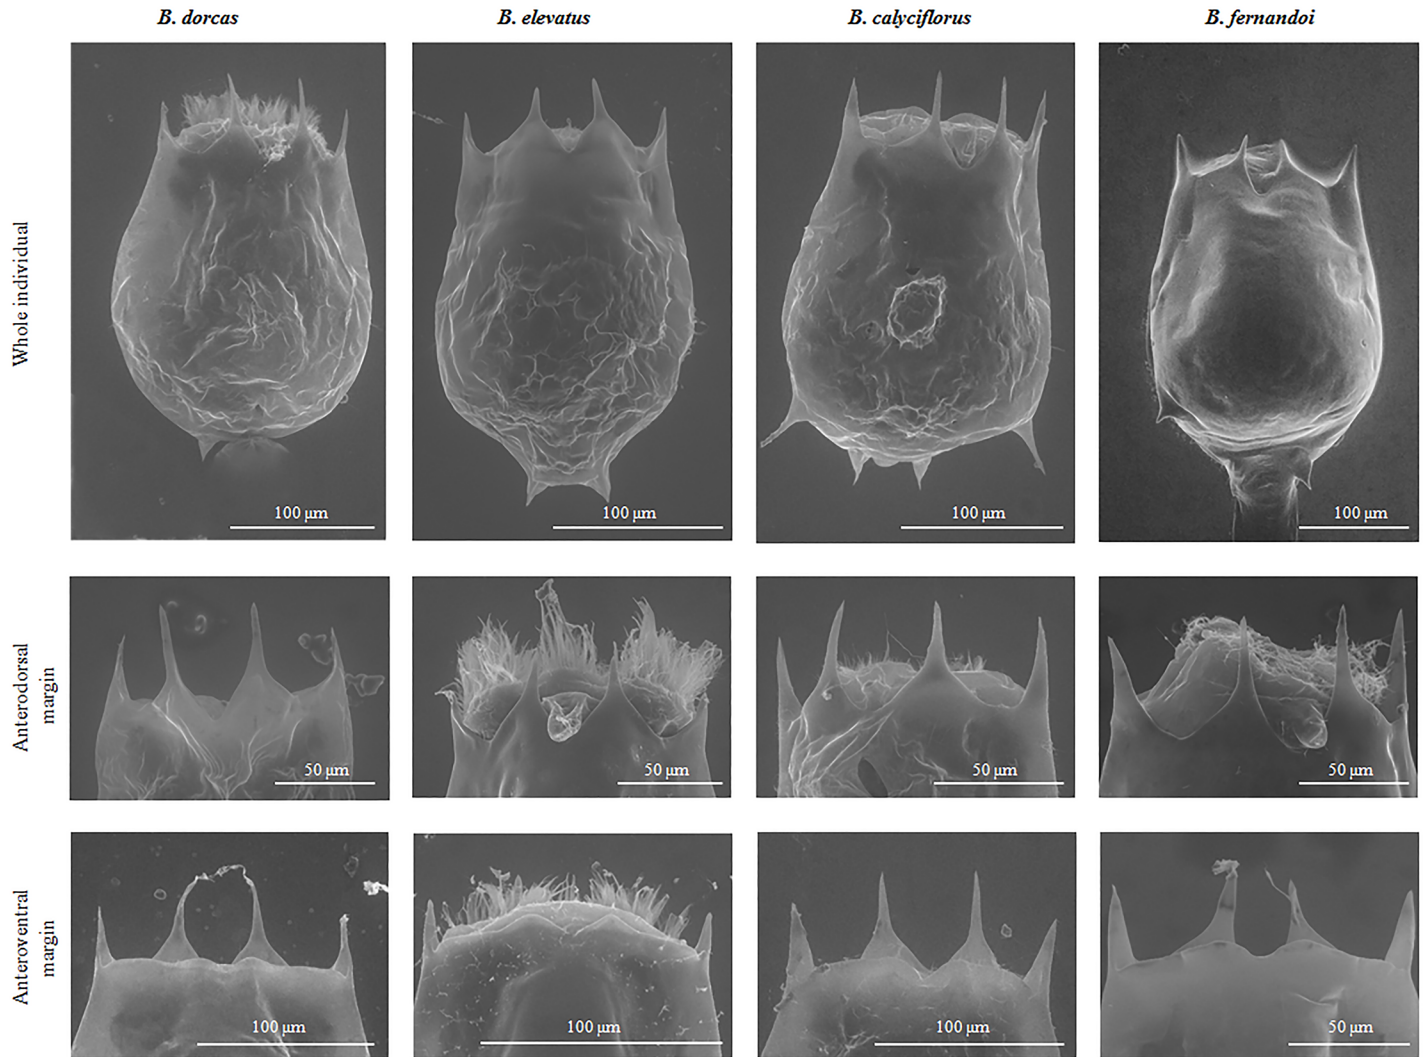 B. dorcas
B. elevatus
B. calyciflorus
B. fernandoi
Whole individual
100 µm
100 µm
100 µm
100 µm
Anterodorsal
margin
50 µm
50 µm
50 µm
50 µm
Anteroventral
margin
100 µm
100 µm
100 µm
50 µm